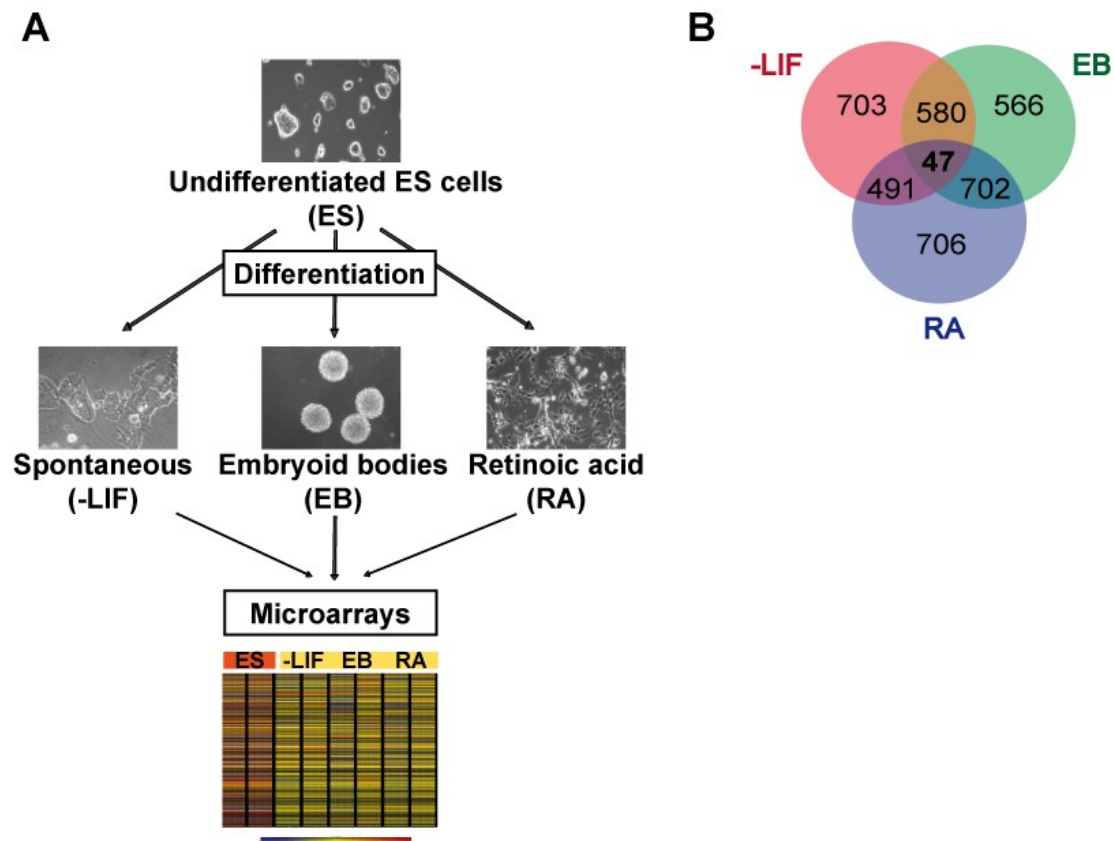 A
Undifferentiated ES cells
(ES)
Differentiation
Spontaneous
(-LIF)
Embryoid bodies
(EB)
Retinoic acid
(RA)
Microarrays
ES -LIF EB RA
B
-LIF
EB
703
580
566
47
491
702
706
RA